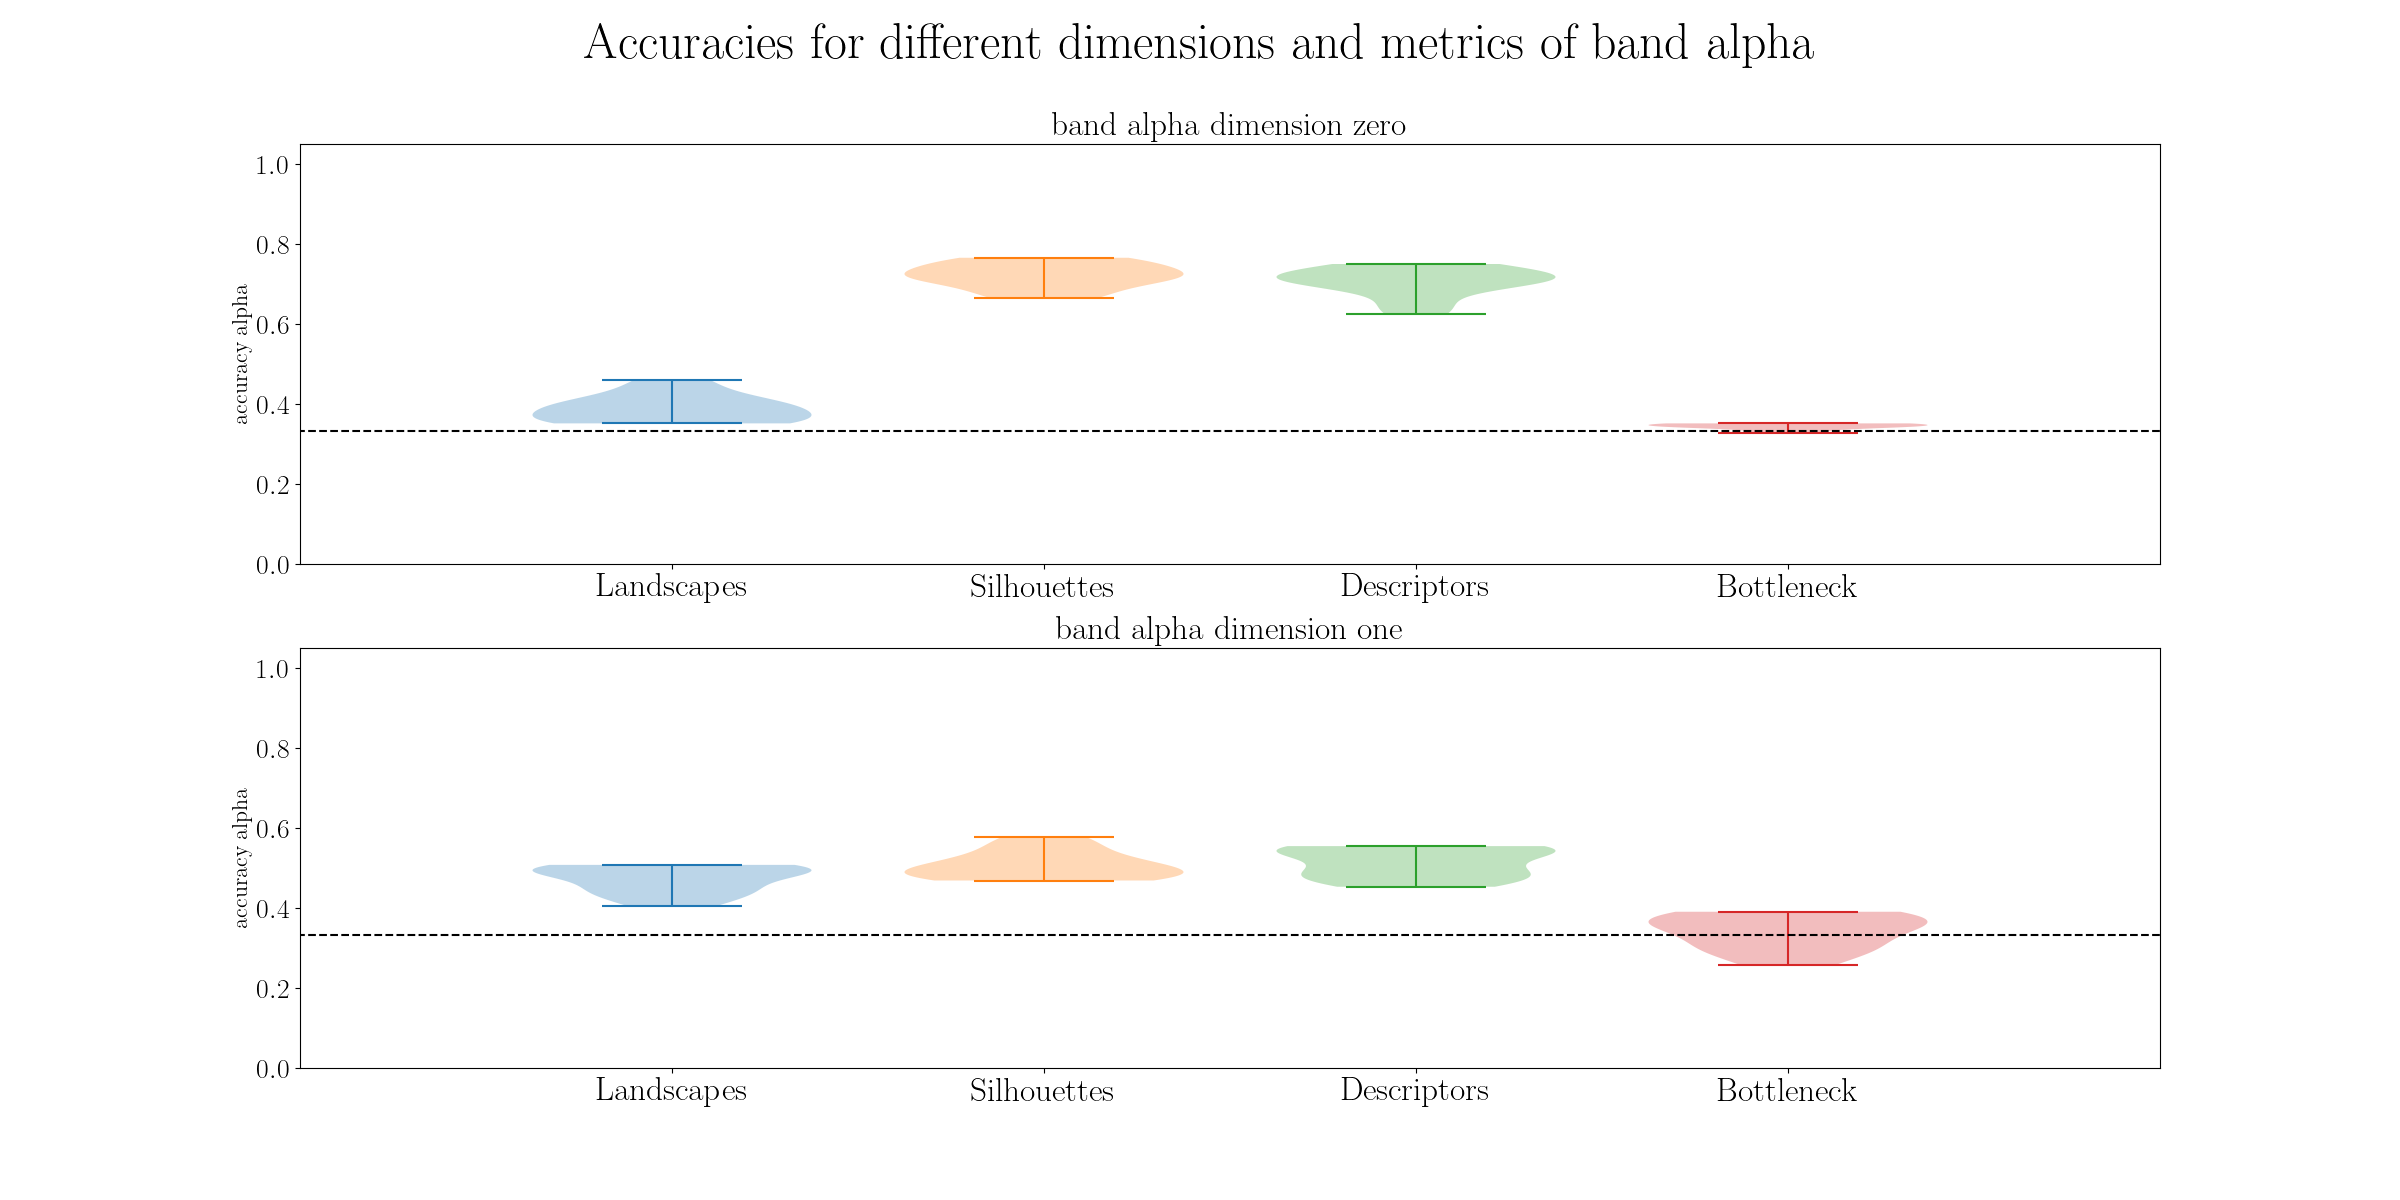 Accuracies for different dimensions and metrics of band alpha
band alpha dimension zero
accuracy alpha
1.0
0.8
0.6
0.4
0.2
0.0
Landscapes Silhouettes Descriptors Bottleneck
band alpha dimension one
accuracy alpha
1.0
0.8
0.6
0.4
0.2
0.0
Landscapes Silhouettes Descriptors Bottleneck